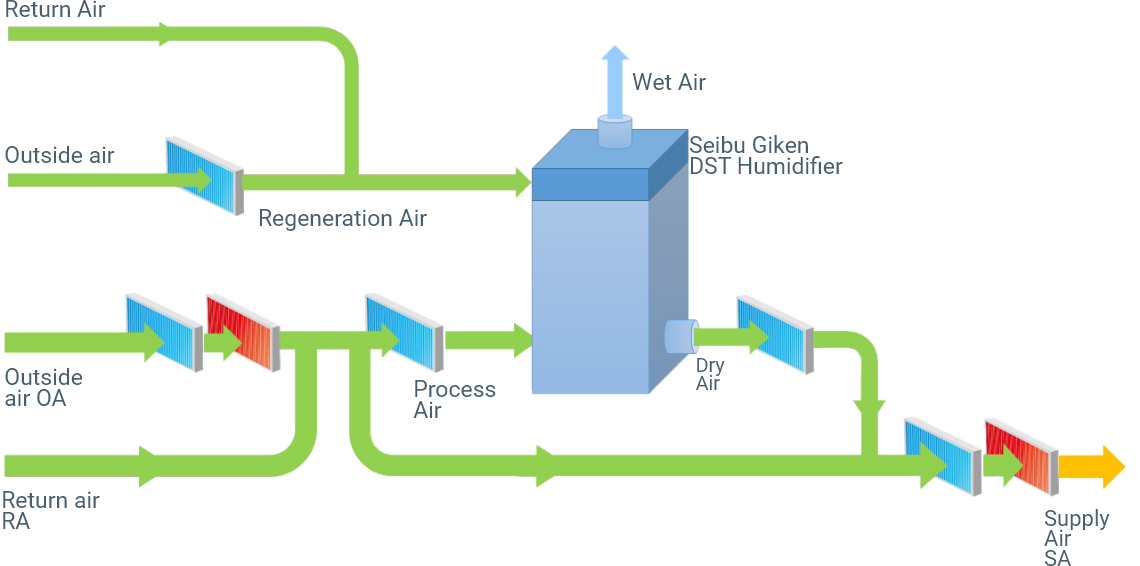 Return Air
Wet Air
Seibu Giken
DST Humidifier
Outside air
Regeneration Air
Outside
air OA
Process
Air
Dry
Air
Return air
RA
Supply
Air
SA